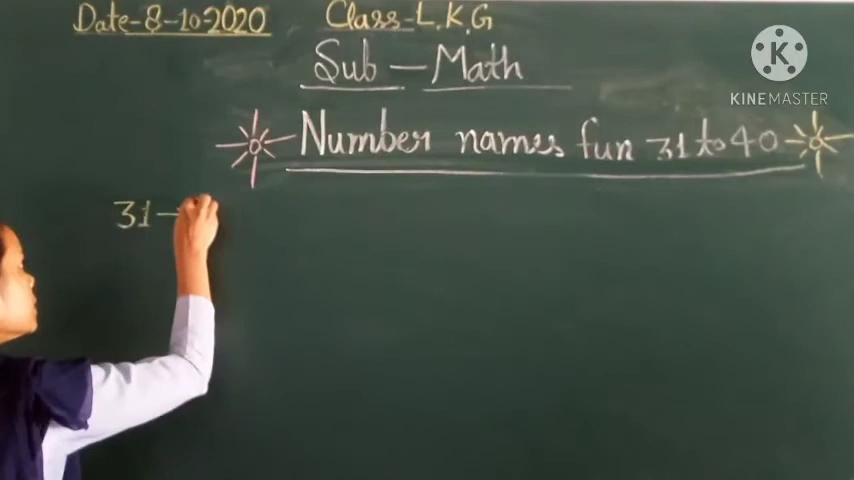 Date-8-10-2020 Class-L.K.G
Sub - Math
Number names fun 31 to 40
31-
KINEMASTER